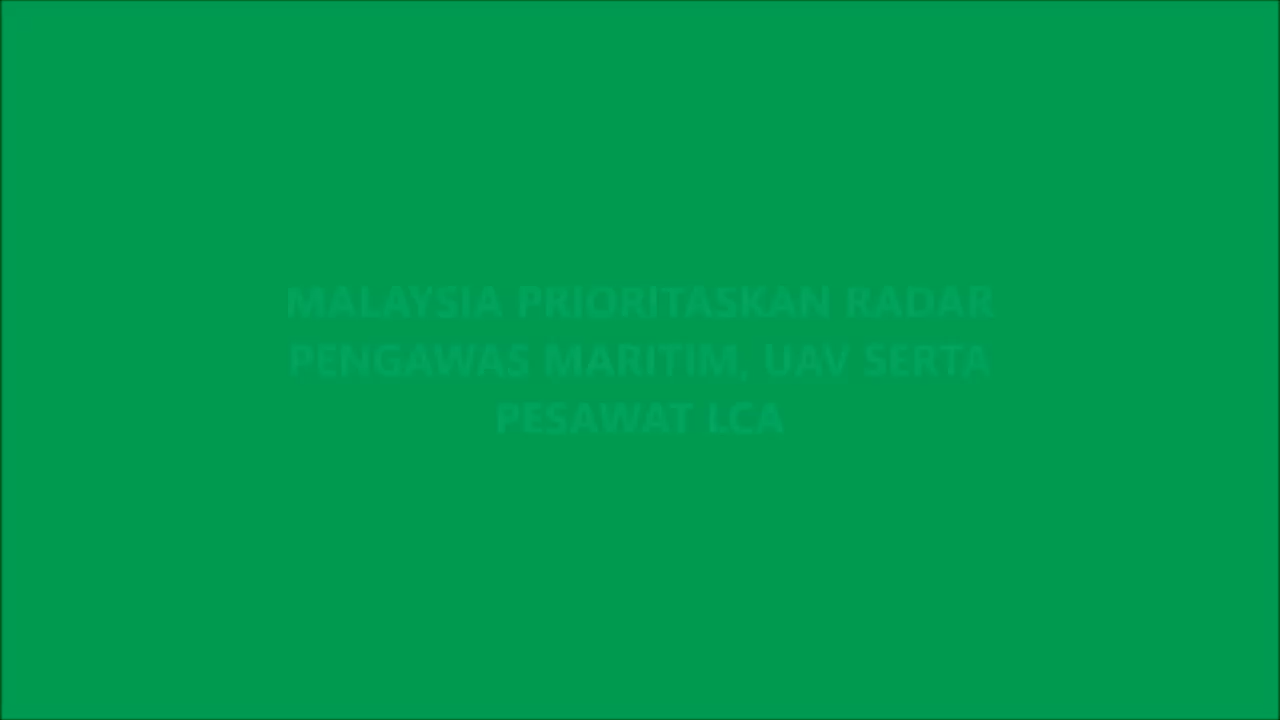 MALAYSIA PRIORITASKAN RADAR
PENGAWAS MARITIM, UAV SERTA
PESAWAT LCA